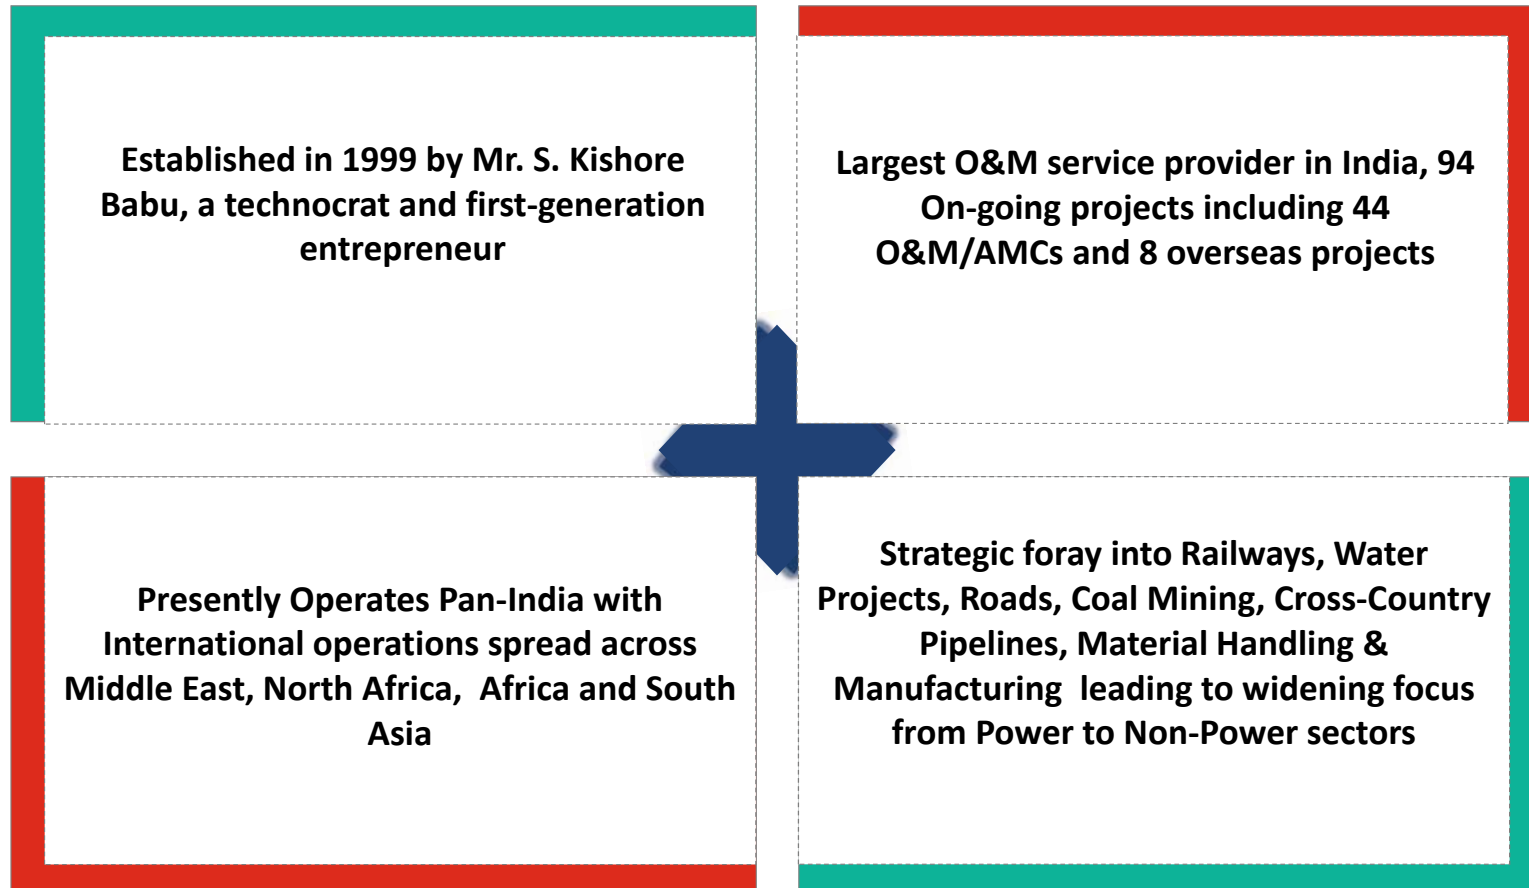 Established in 1999 by Mr. S. Kishore
Babu, a technocrat and first-generation
entrepreneur
Largest O&M service provider in India, 94
On-going projects including 44
O&M/AMCs and 8 overseas projects
Presently Operates Pan-India with
International operations spread across
Middle East, North Africa,  Africa and South
Asia
Strategic foray into Railways, Water
Projects, Roads, Coal Mining, Cross-Country
Pipelines, Material Handling &
Manufacturing  leading to widening focus
from Power to Non-Power sectors